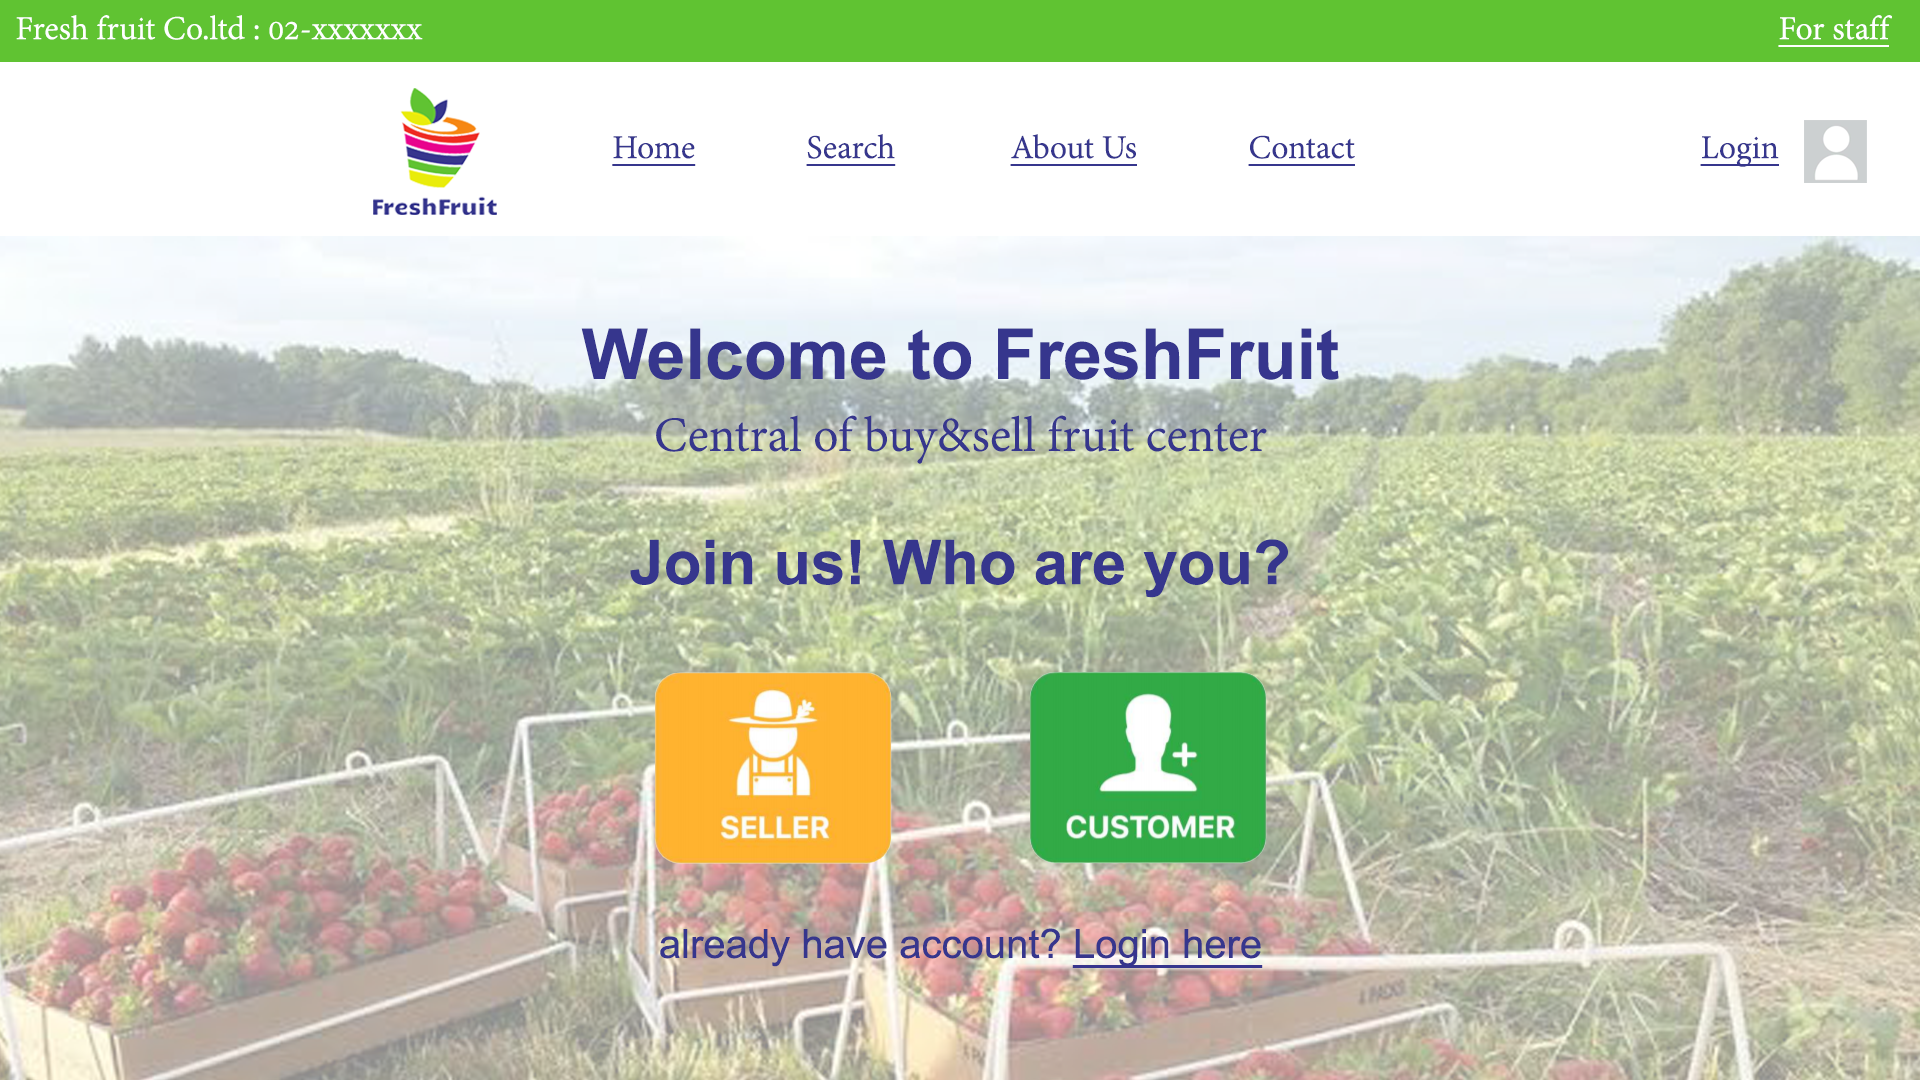 Fresh fruit Co.ltd : 02-xxxxxxx
For staff
FreshFruit
Home
Search
About Us
Contact
Login
Welcome to FreshFruit
Central of buy&sell fruit center
Join us! Who are you?
SELLER
CUSTOMER
already have account? Login here